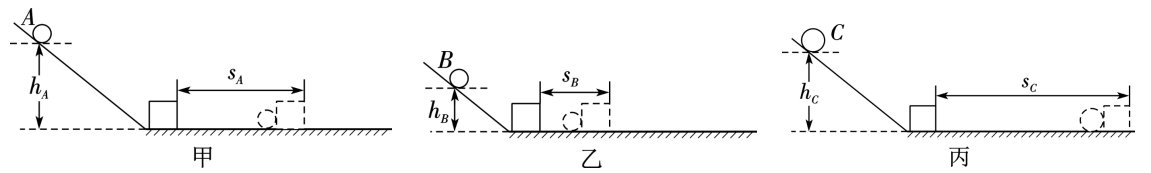 A
h_A
s_A
甲
B
h_B
s_B
乙
C
h_C
s_C
丙